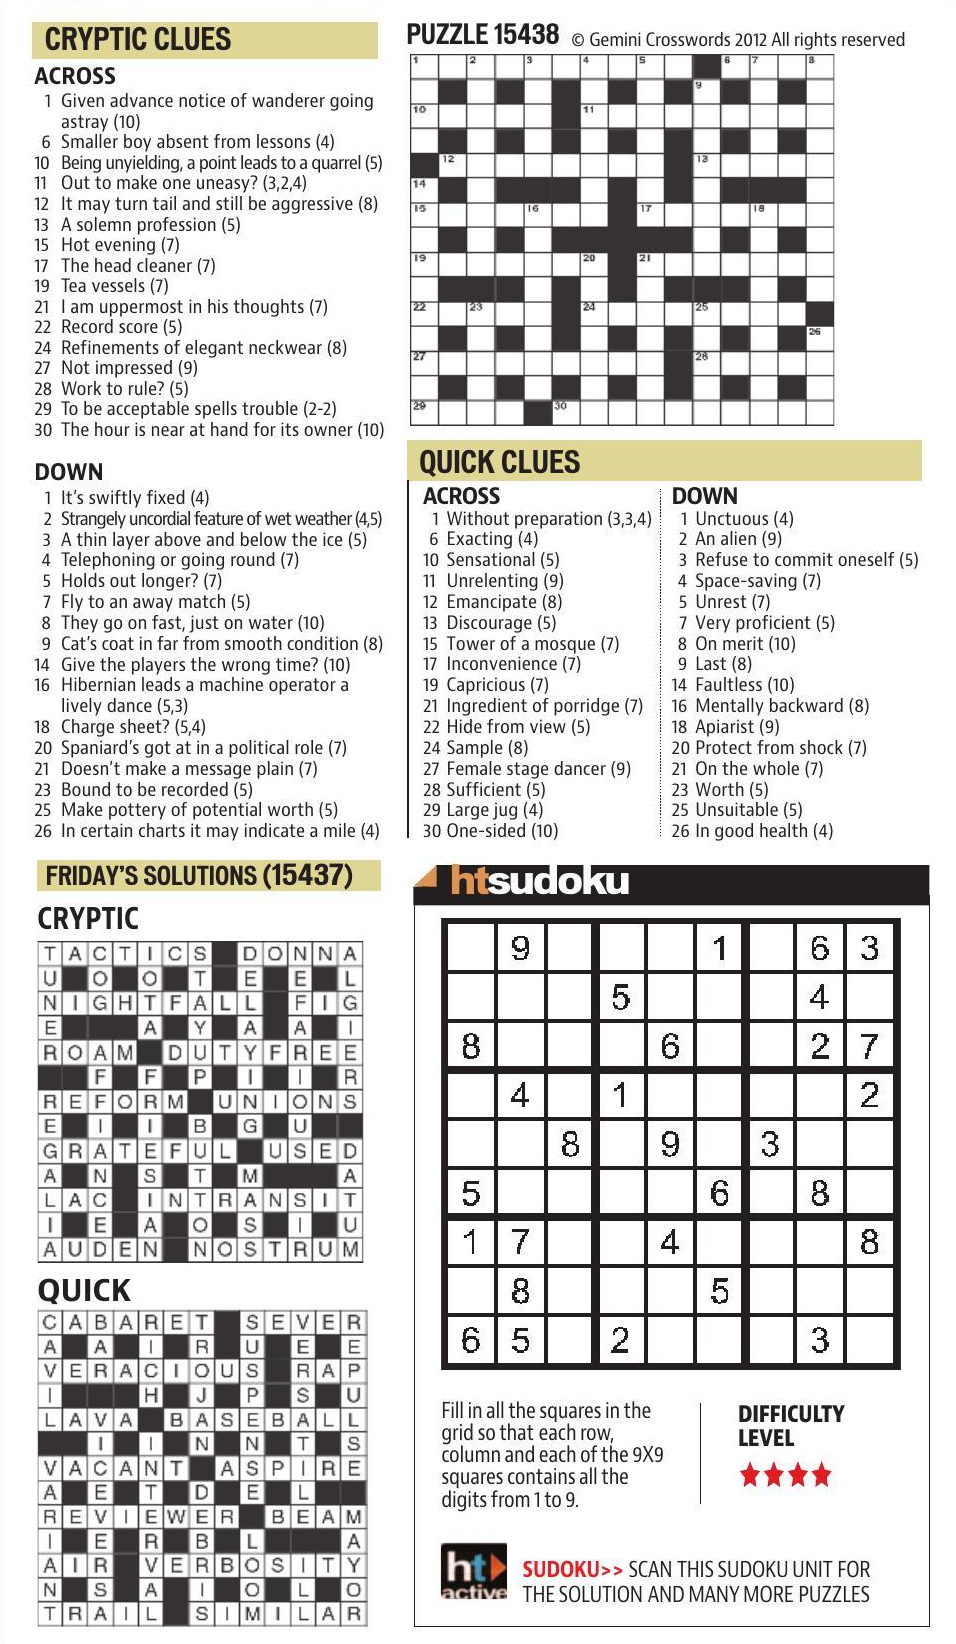 CRYPTIC CLUES
ACROSS
1 Given advance notice of wanderer going
astray (10)
6 Smaller boy absent from lessons (4)
10 Being unyielding, a point leads to a quarrel (5)
11 Out to make one uneasy? (3,2,4)
12 It may turn tail and still be aggressive (8)
13 A solemn profession (5)
15 Hot evening (7)
17 The head cleaner (7)
19 Tea vessels (7)
21 I am uppermost in his thoughts (7)
22 Record score (5)
24 Refinements of elegant neckwear (8)
27 Not impressed (9)
28 Work to rule? (5)
29 To be acceptable spells trouble (2-2)
30 The hour is near at hand for its owner (10)
DOWN
1 It's swiftly fixed (4)
2 Strangely uncordial feature of wet weather (4,5)
3 A thin layer above and below the ice (5)
4 Telephoning or going round (7)
5 Holds out longer? (7)
7 Fly to an away match (5)
8 They go on fast, just on water (10)
9 Cat's coat in far from smooth condition (8)
14 Give the players the wrong time? (10)
16 Hibernian leads a machine operator a
lively dance (5,3)
18 Charge sheet? (5,4)
20 Spaniard's got at in a political role (7)
21 Doesn't make a message plain (7)
23 Bound to be recorded (5)
25 Make pottery of potential worth (5)
26 In certain charts it may indicate a mile (4)
PUZZLE 15438 © Gemini Crosswords 2012 All rights reserved
1 2 3 4 5 6 7 8
9
10 11
12 13
14
15 16 17 18
19 20 21
22 23 24 25
26
27 28
29 30
QUICK CLUES
ACROSS
1 Without preparation (3,3,4)
6 Exacting (4)
10 Sensational (5)
11 Unrelenting (9)
12 Emancipate (8)
13 Discourage (5)
15 Tower of a mosque (7)
17 Inconvenience (7)
19 Capricious (7)
21 Ingredient of porridge (7)
22 Hide from view (5)
24 Sample (8)
27 Female stage dancer (9)
28 Sufficient (5)
29 Large jug (4)
30 One-sided (10)
DOWN
1 Unctuous (4)
2 An alien (9)
3 Refuse to commit oneself (5)
4 Space-saving (7)
5 Unrest (7)
7 Very proficient (5)
8 On merit (10)
9 Last (8)
14 Faultless (10)
16 Mentally backward (8)
18 Apiarist (9)
20 Protect from shock (7)
21 On the whole (7)
23 Worth (5)
25 Unsuitable (5)
26 In good health (4)
FRIDAY'S SOLUTIONS (15437)
CRYPTIC
TACTICS DONNA
U O O T E E L
NIGHTFALL FIG
E A Y A A I
ROAM DUTYFREE
F F P I I R
REFORM UNIONS
E I I B G U
GRATEFUL USED
A N S T M A
LAC INTRANSIT
I E A O S I U
AUDEN NOSTRUM
QUICK
CABARET SEVER
A A I R U E E
VERACIOUS RAP
I H J P S U
LAVA BASEBALL
I I N N T S
VACANT ASPIRE
A E T D E L
REVIEWER BEAM
I E R B L A
AIR VERBOSITY
N S A I O L O
TRAIL SIMILAR
htsudoku
9 1 6 3
5 4
8 6 2 7
4 1 2
8 9 3
5 6 8
1 7 4 8
8 5
6 5 2 3
Fill in all the squares in the
grid so that each row,
column and each of the 9X9
squares contains all the
digits from 1 to 9.
DIFFICULTY
LEVEL
ht
active
SUDOKU>> SCAN THIS SUDOKU UNIT FOR
THE SOLUTION AND MANY MORE PUZZLES